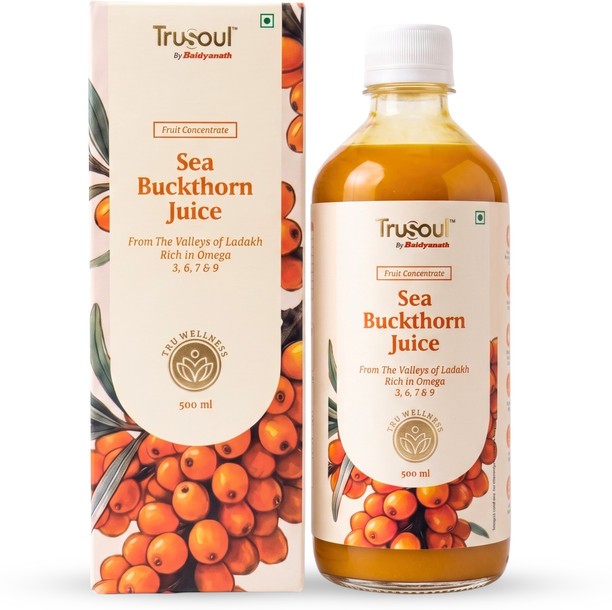 Trusoul™
By Baidyanath
Fruit Concentrate
Sea
Buckthorn
Juice
From The Valleys of Ladakh
Rich in Omega
3, 6, 7 & 9
TRU WELLNESS
500 ml
Trusoul™
By Baidyanath
Fruit Concentrate
Sea
Buckthorn
Juice
From The Valleys of Ladakh
Rich in Omega
3, 6, 7 & 9
TRU WELLNESS
500 ml